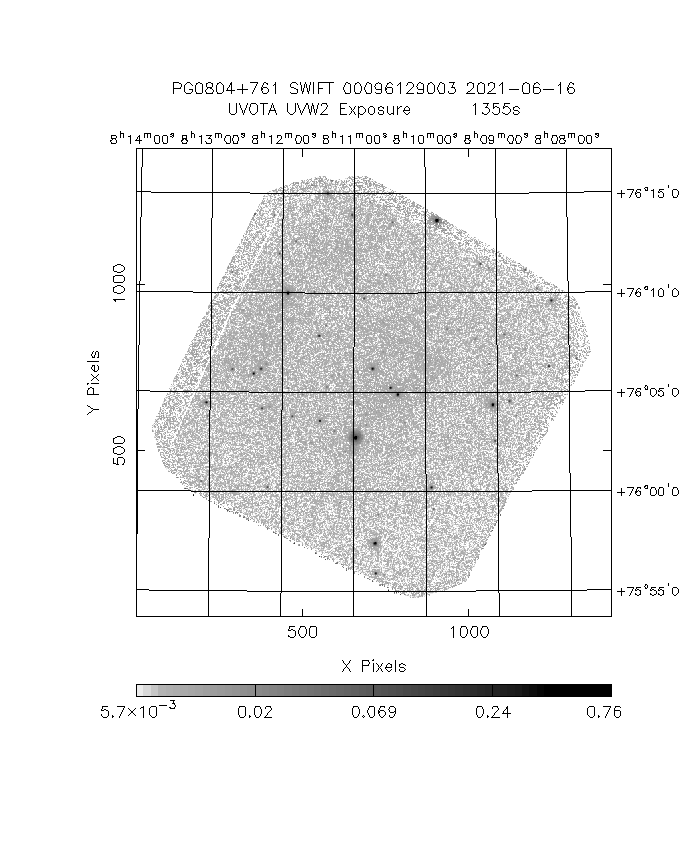 PG0804+761 SWIFT 00096129003 2021-06-16
UVOTA UVW2 Exposure 1355s
8h14m00s 8h13m00s 8h12m00s 8h11m00s 8h10m00s 8h09m00s 8h08m00s
+76°15'0
+76°10'0
+76°05'0
+76°00'0
+75°55'0
1000
500
Y Pixels
500 1000
X Pixels
5.7×10−3 0.02 0.069 0.24 0.76